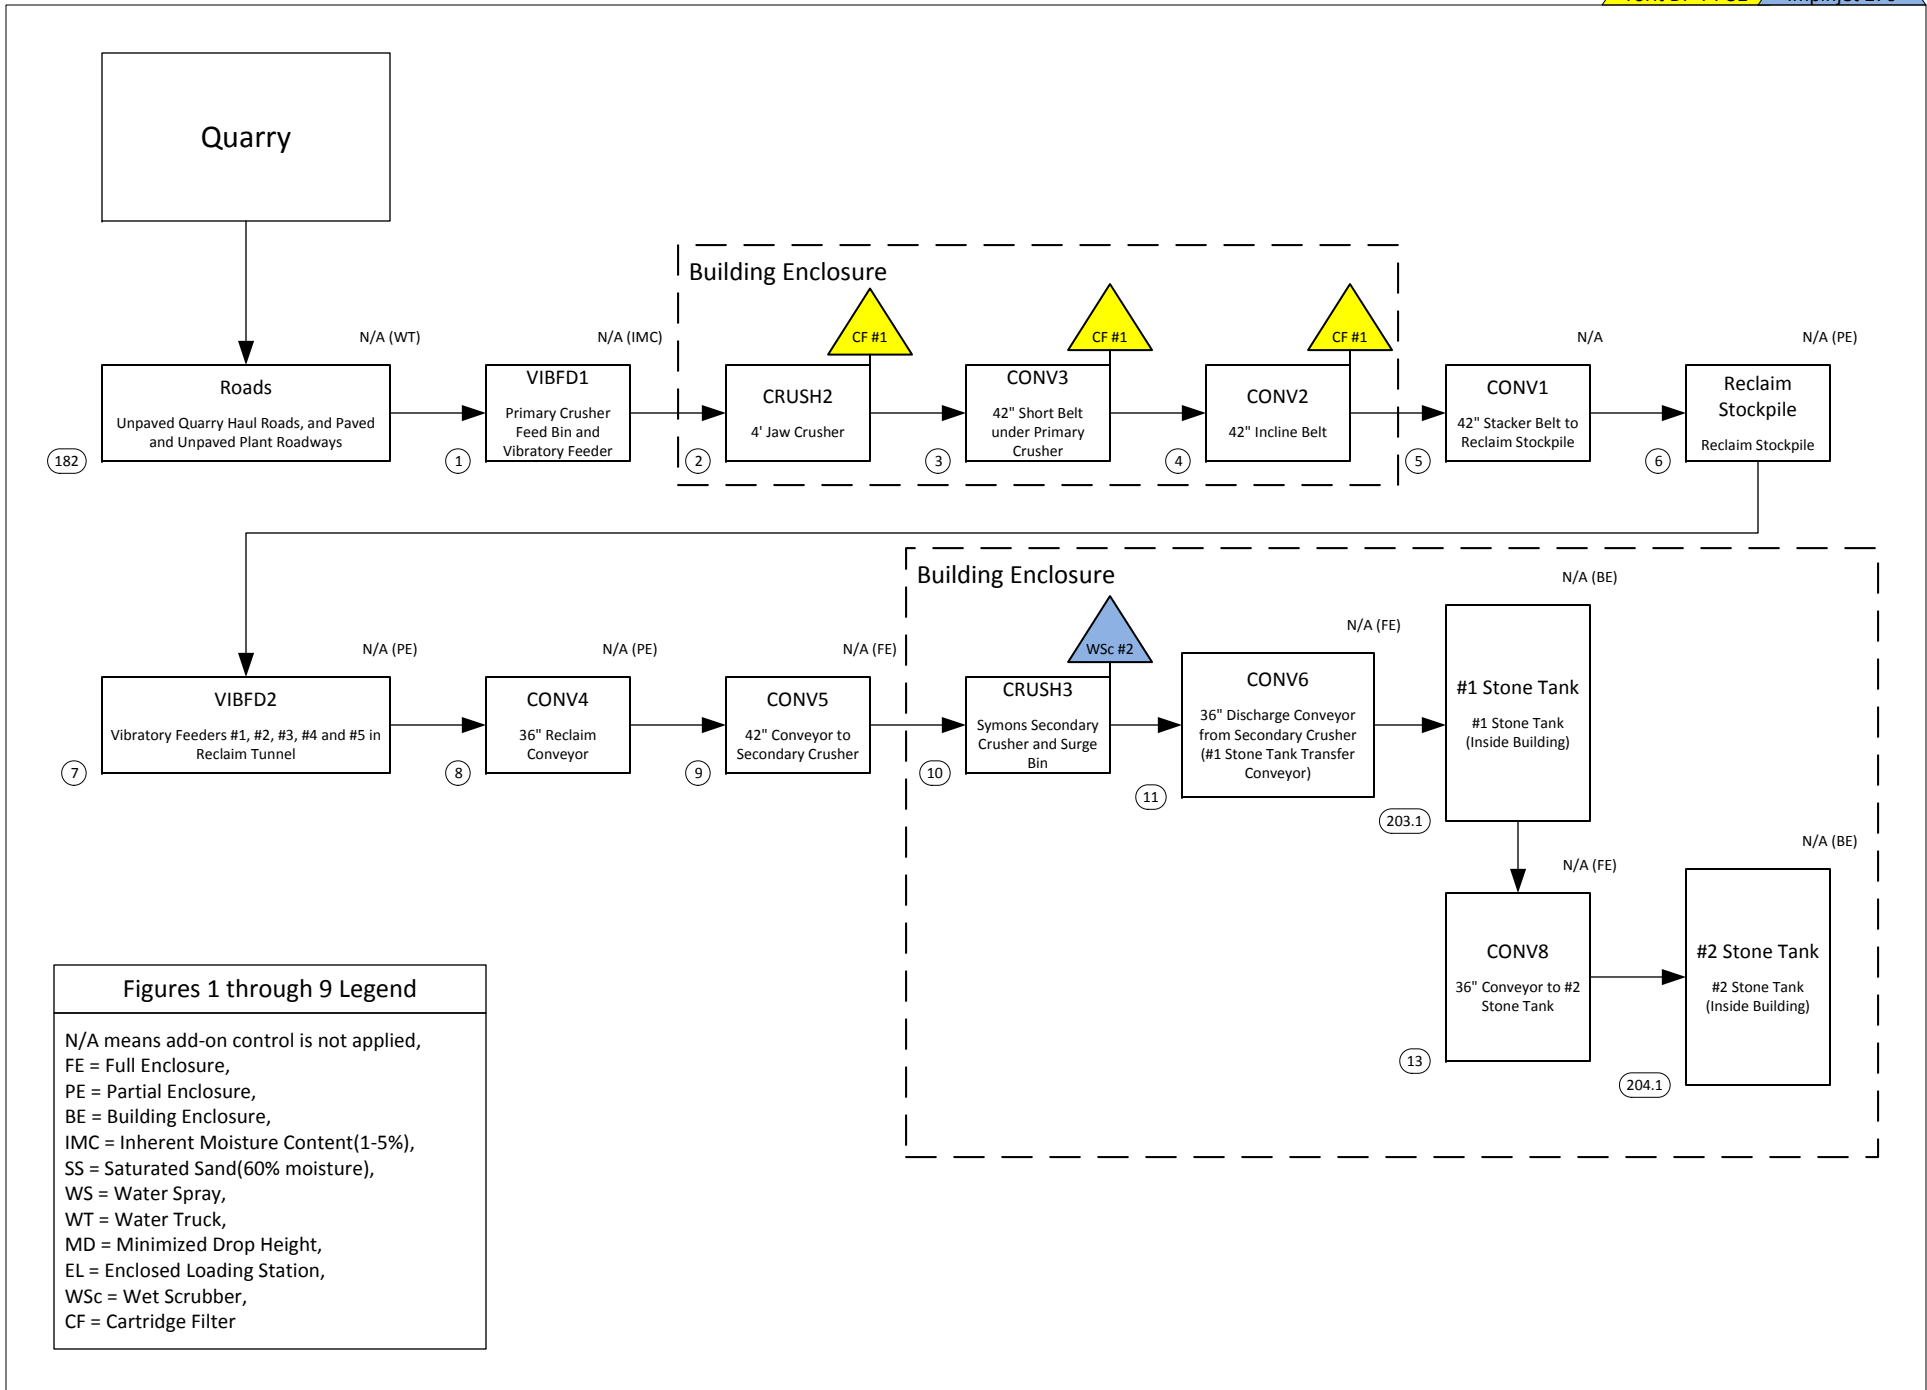 Quarry
Building Enclosure
CF #1
CF #1
CF #1
N/A (WT)
N/A (IMC)
N/A
N/A (PE)
Roads
Unpaved Quarry Haul Roads, and Paved
and Unpaved Plant Roadways
182
VIBFD1
Primary Crusher
Feed Bin and
Vibratory Feeder
1
CRUSH2
4' Jaw Crusher
2
CONV3
42" Short Belt
under Primary
Crusher
3
CONV2
42" Incline Belt
4
CONV1
42" Stacker Belt to
Reclaim Stockpile
5
Reclaim
Stockpile
Reclaim Stockpile
6
Building Enclosure
N/A (PE)
VIBFD2
Vibratory Feeders #1, #2, #3, #4 and #5 in
Reclaim Tunnel
7
N/A (PE)
CONV4
36" Reclaim
Conveyor
8
N/A (FE)
CONV5
42" Conveyor to
Secondary Crusher
9
WSc #2
CRUSH3
Symons Secondary
Crusher and Surge
Bin
10
N/A (FE)
CONV6
36" Discharge Conveyor
from Secondary Crusher
(#1 Stone Tank Transfer
Conveyor)
11
N/A (BE)
#1 Stone Tank
#1 Stone Tank
(Inside Building)
203.1
N/A (FE)
CONV8
36" Conveyor to #2
Stone Tank
13
N/A (BE)
#2 Stone Tank
#2 Stone Tank
(Inside Building)
204.1
Figures 1 through 9 Legend
N/A means add-on control is not applied,
FE = Full Enclosure,
PE = Partial Enclosure,
BE = Building Enclosure,
IMC = Inherent Moisture Content(1-5%),
SS = Saturated Sand(60% moisture),
WS = Water Spray,
WT = Water Truck,
MD = Minimized Drop Height,
EL = Enclosed Loading Station,
WSc = Wet Scrubber,
CF = Cartridge Filter